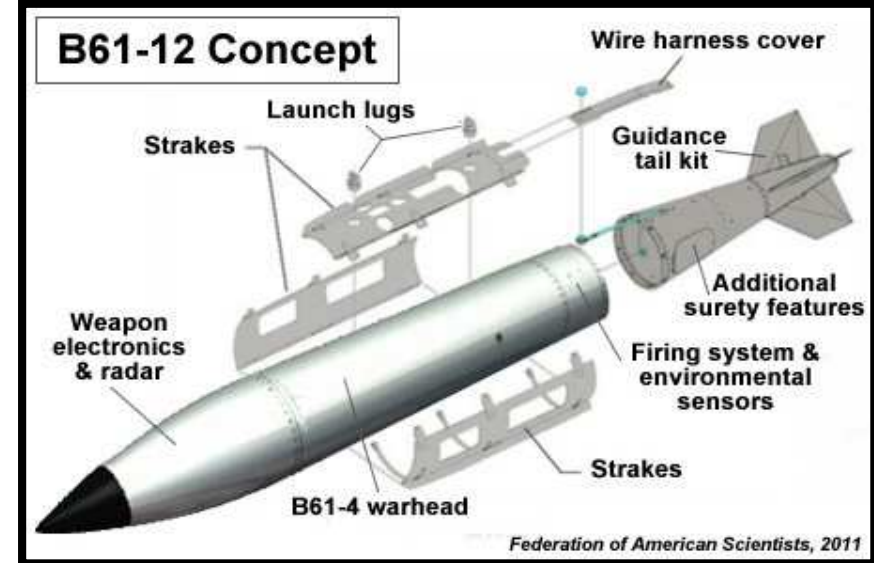 B61-12 Concept
Wire harness cover
Launch lugs
Strakes
Guidance
tail kit
Additional
surety features
Weapon
electronics
& radar
Firing system &
environmental
sensors
Strakes
B61-4 warhead
Federation of American Scientists, 2011